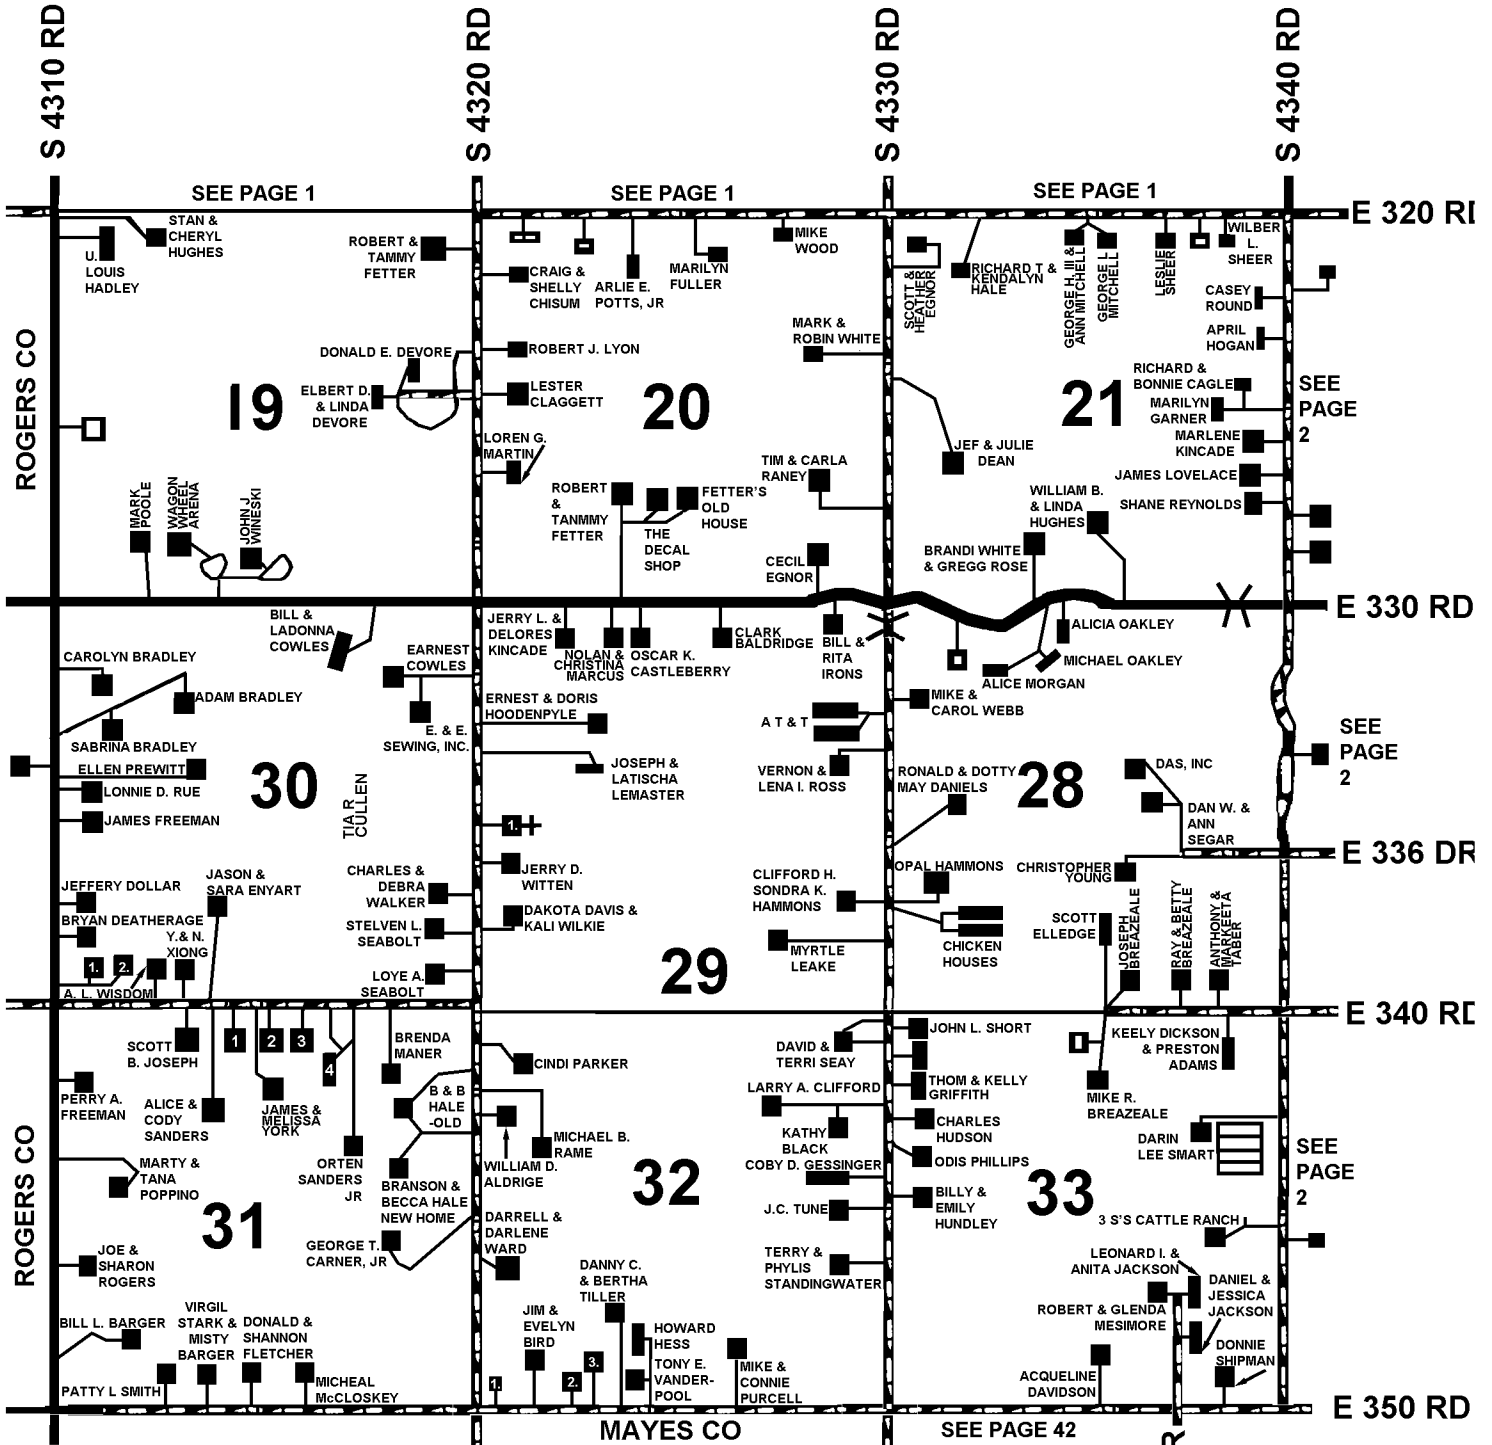 S 4310 RD
S 4320 RD
S 4330 RD
S 4340 RD
SEE PAGE 1
SEE PAGE 1
SEE PAGE 1
E 320 RD
ROGERS CO
19
U.
LOUIS
HADLEY
STAN &
CHERYL
HUGHES
ROBERT &
TAMMY
FETTER
DONALD E. DEVORE
ELBERT D.
& LINDA
DEVORE
MARK
POOLE
WAGON
WHEEL
ARENA
JOHN J.
WINESKI
20
CRAIG &
SHELLY
CHISUM
ARLIE E.
POTTS, JR
MARILYN
FULLER
MIKE
WOOD
ROBERT J. LYON
MARK &
ROBIN WHITE
LESTER
CLAGGETT
LOREN G.
MARTIN
ROBERT
&
TANMMY
FETTER
THE
DECAL
SHOP
FETTER'S
OLD
HOUSE
TIM & CARLA
RANEY
CECIL
EGNOR
21
SCOTT &
HEATHER
EGNOR
RICHARD T &
KENDALYN
HALE
GEORGE H. III &
ANN MITCHELL
GEORGE L
MITCHELL
LESLIE
SHEER
WILBER
L.
SHEER
CASEY
ROUND
APRIL
HOGAN
RICHARD &
BONNIE CAGLE
MARILYN
GARNER
MARLENE
KINCADE
JAMES LOVELACE
SHANE REYNOLDS
JEF & JULIE
DEAN
WILLIAM B.
& LINDA
HUGHES
BRANDI WHITE
& GREGG ROSE
SEE
PAGE
2
E 330 RD
30
BILL &
LADONNA
COWLES
EARNEST
COWLES
CAROLYN BRADLEY
ADAM BRADLEY
SABRINA BRADLEY
E. & E.
SEWING, INC.
ELLEN PREWITT
LONNIE D. RUE
JAMES FREEMAN
TIAR
CULLEN
JEFFERY DOLLAR
JASON &
SARA ENYART
BRYAN DEATHERAGE
Y.& N.
XIONG
1.
2.
A. L. WISDOM
CHARLES &
DEBRA
WALKER
STELVEN L.
SEABOLT
LOYE A.
SEABOLT
29
JERRY L. &
DELORES
KINCADE
NOLAN &
CHRISTINA
MARCUS
OSCAR K.
CASTLEBERRY
CLARK
BALDRIDGE
BILL &
RITA
IRONS
ERNEST & DORIS
HOODENPYLE
A T & T
JOSEPH &
LATISCHA
LEMASTER
VERNON &
LENA I. ROSS
1.
JERRY D.
WITTEN
DAKOTA DAVIS &
KALI WILKIE
CLIFFORD H.
SONDRA K.
HAMMONS
MYRTLE
LEAKE
28
ALICIA OAKLEY
MICHAEL OAKLEY
ALICE MORGAN
MIKE &
CAROL WEBB
RONALD & DOTTY
MAY DANIELS
DAS, INC
DAN W. &
ANN
SEGAR
OPAL HAMMONS
CHRISTOPHER
YOUNG
CHICKEN
HOUSES
SCOTT
ELLEDGE
JOSEPH
BREAZEALE
RAY & BETTY
BREAZEALE
ANTHONY &
MARKEETA
TABER
SEE
PAGE
2
E 336 DR
E 340 RD
ROGERS CO
31
SCOTT
B. JOSEPH
1
2
3
4
BRENDA
MANER
PERRY A.
FREEMAN
ALICE &
CODY
SANDERS
JAMES &
MELISSA
YORK
B & B
HALE
-OLD
ORTEN
SANDERS
JR
MARTY &
TANA
POPPINO
BRANSON &
BECCA HALE
NEW HOME
GEORGE T.
CARNER, JR
JOE &
SHARON
ROGERS
BILL L. BARGER
VIRGIL
STARK &
MISTY
BARGER
DONALD &
SHANNON
FLETCHER
PATTY L SMITH
MICHEAL
McCLOSKEY
32
CINDI PARKER
DAVID &
TERRI SEAY
LARRY A. CLIFFORD
MICHAEL B.
RAME
WILLIAM D.
ALDRIGE
KATHY
BLACK
COBY D. GESSINGER
J.C. TUNE
DARRELL &
DARLENE
WARD
TERRY &
PHYLIS
STANDINGWATER
DANNY C.
& BERTHA
TILLER
JIM &
EVELYN
BIRD
HOWARD
HESS
TONY E.
VANDER-
POOL
MIKE &
CONNIE
PURCELL
1.
2.
3.
33
JOHN L. SHORT
THOM & KELLY
GRIFFITH
CHARLES
HUDSON
ODIS PHILLIPS
BILLY &
EMILY
HUNDLEY
KEELY DICKSON
& PRESTON
ADAMS
MIKE R.
BREAZEALE
DARIN
LEE SMART
3 S'S CATTLE RANCH
LEONARD I. &
ANITA JACKSON
DANIEL &
JESSICA
JACKSON
ROBERT & GLENDA
MESIMORE
DONNIE
SHIPMAN
ACQUELINE
DAVIDSON
SEE
PAGE
2
E 350 RD
MAYES CO
SEE PAGE 42